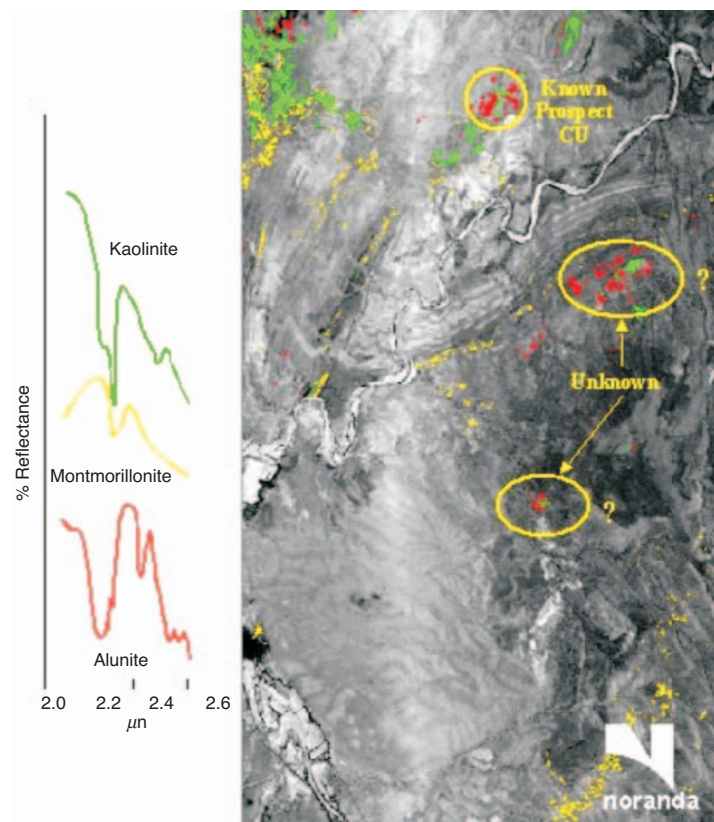 Kaolinite
% Reflectance
Montmorillonite
Alunite
2.0 2.2 2.4 2.6
μn
Known
Prospect
CU
?
Unknown
?
N
noranda